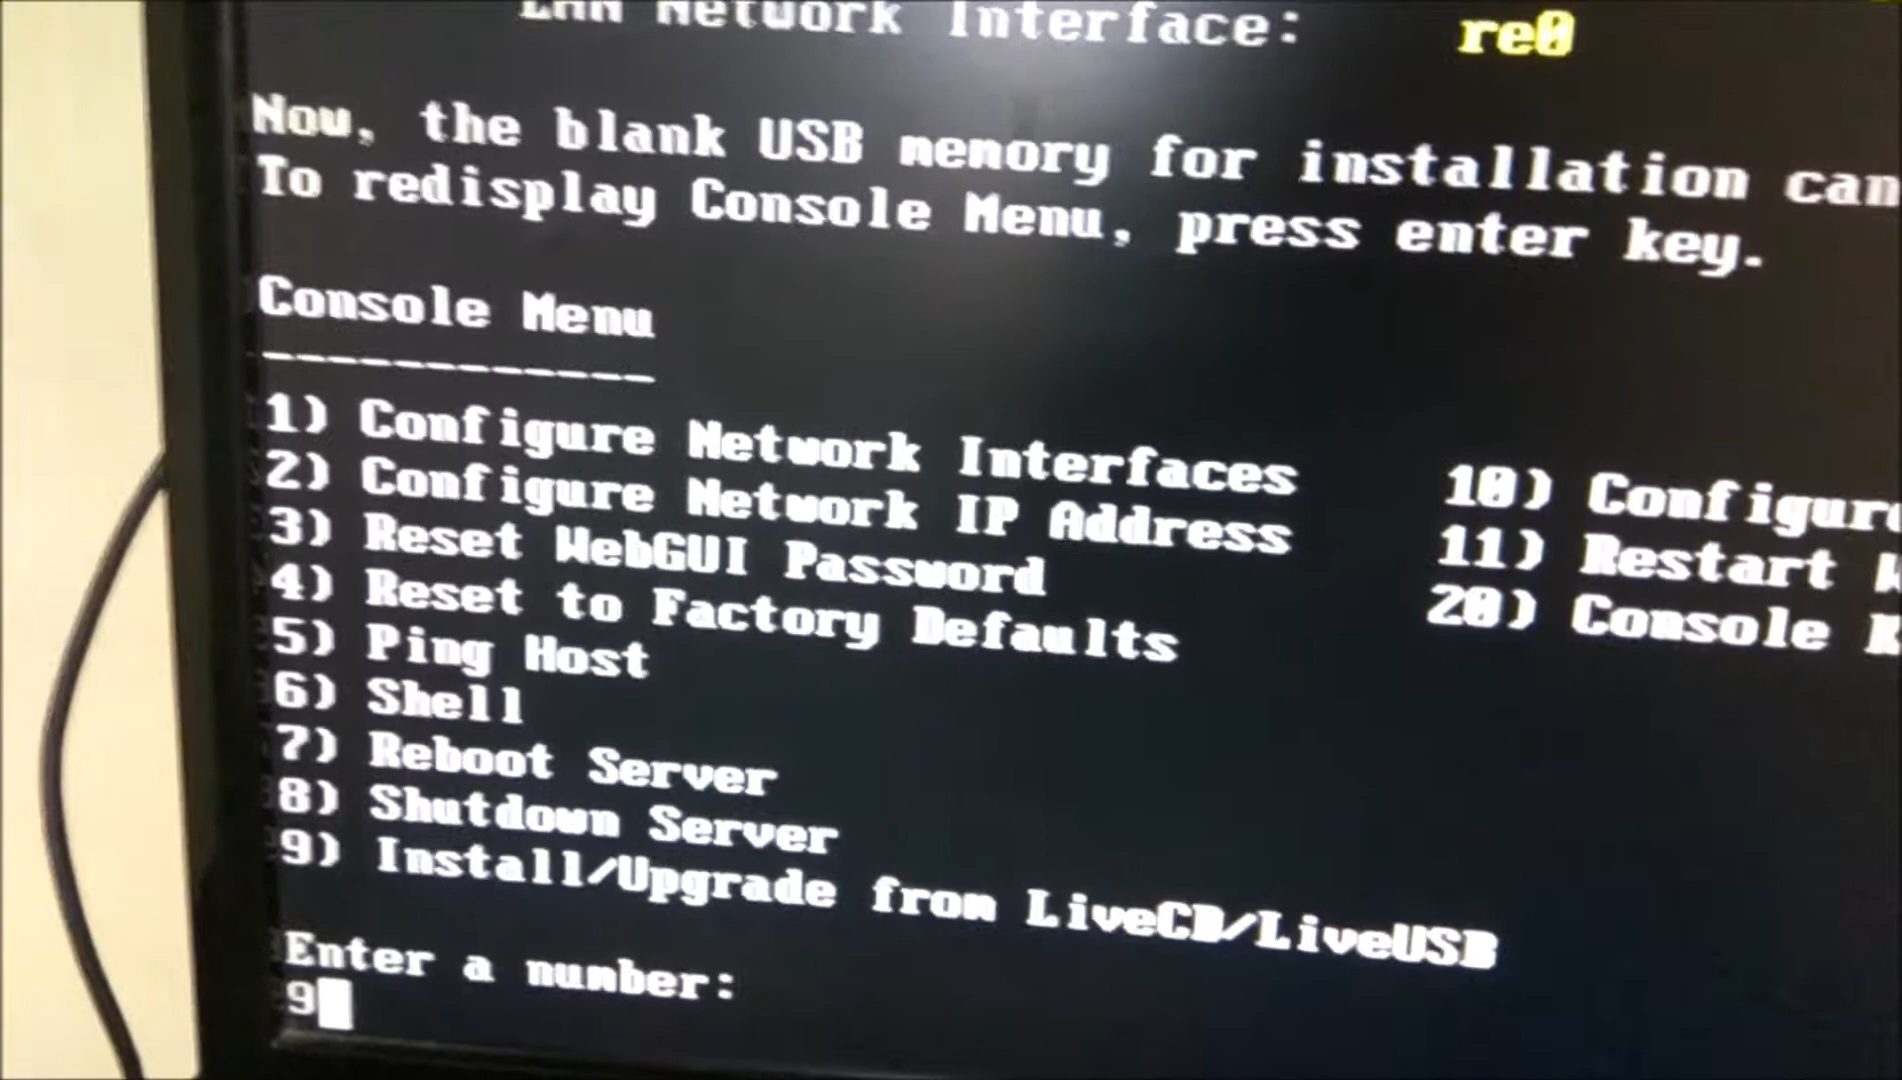 LAN Network Interface: re0
Now, the blank USB memory for installation can
To redisplay Console Menu, press enter key.
Console Menu
------------
1) Configure Network Interfaces 10) Configure
2) Configure Network IP Address 11) Restart
3) Reset WebGUI Password 20) Console
4) Reset to Factory Defaults
5) Ping Host
6) Shell
7) Reboot Server
8) Shutdown Server
9) Install/Upgrade from LiveCD/LiveUSB
Enter a number:
9